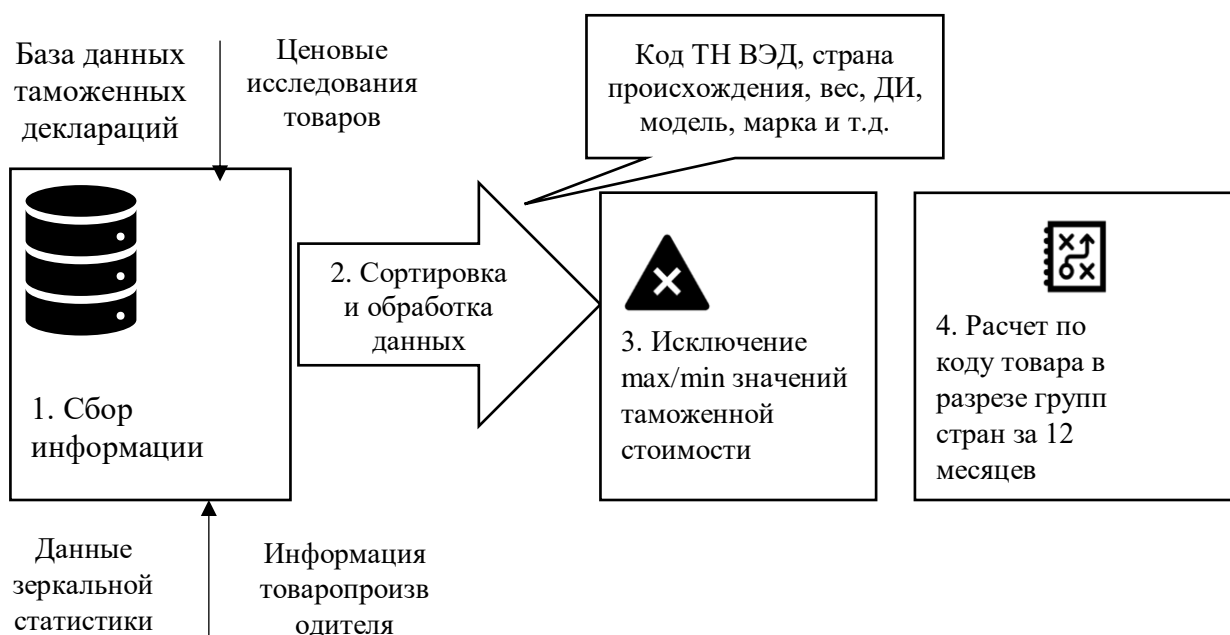 База данных
таможенных
деклараций
Ценовые
исследования
товаров
Код ТН ВЭД, страна
происхождения, вес, ДИ,
модель, марка и т.д.
1. Сбор
информации
2. Сортировка
и обработка
данных
3. Исключение
max/min значений
таможенной
стоимости
4. Расчет по
коду товара в
разрезе групп
стран за 12
месяцев
Данные
зеркальной
статистики
Информация
товаропроизв
одителя